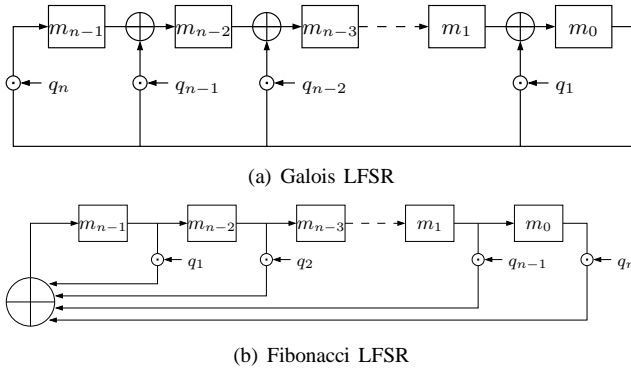 m_{n−1} m_{n−2} m_{n−3} m_1 m_0
q_n q_{n−1} q_{n−2} q_1
(a) Galois LFSR
m_{n−1} m_{n−2} m_{n−3} m_1 m_0
q_1 q_2 q_{n−1} q_n
(b) Fibonacci LFSR